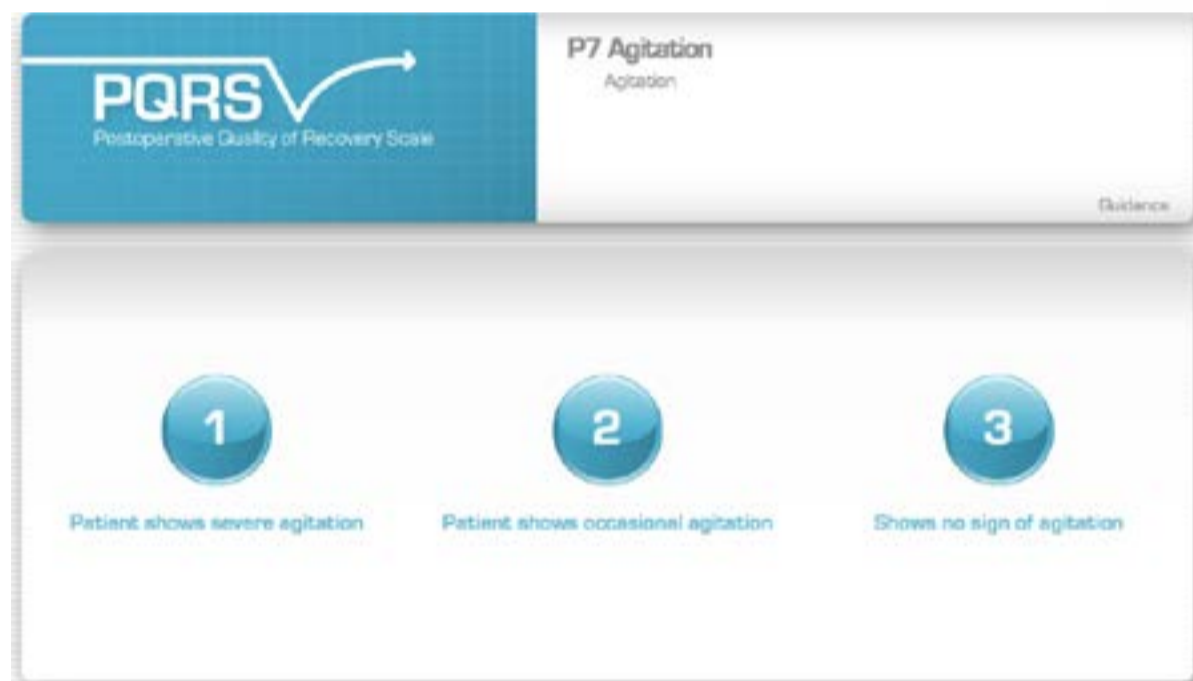 P7 Agitation
Agitation
PQRS
Postoperative Quality of Recovery Scale
Guidance
1
2
3
Patient shows severe agitation
Patient shows occasional agitation
Shows no sign of agitation